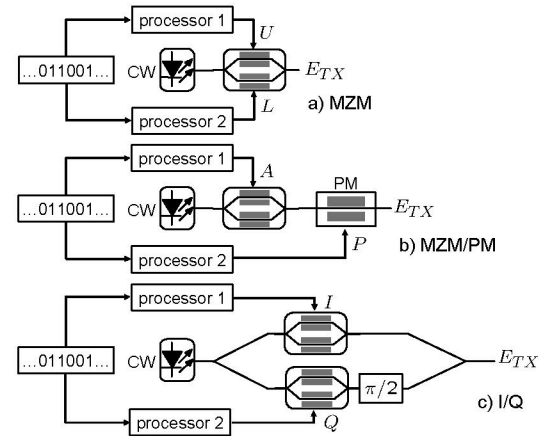 processor 1
U
...011001...
CW
E_TX
L
a) MZM
processor 2
processor 1
A
PM
...011001...
CW
E_TX
P
b) MZM/PM
processor 2
processor 1
I
...011001...
CW
E_TX
π/2
c) I/Q
processor 2
Q